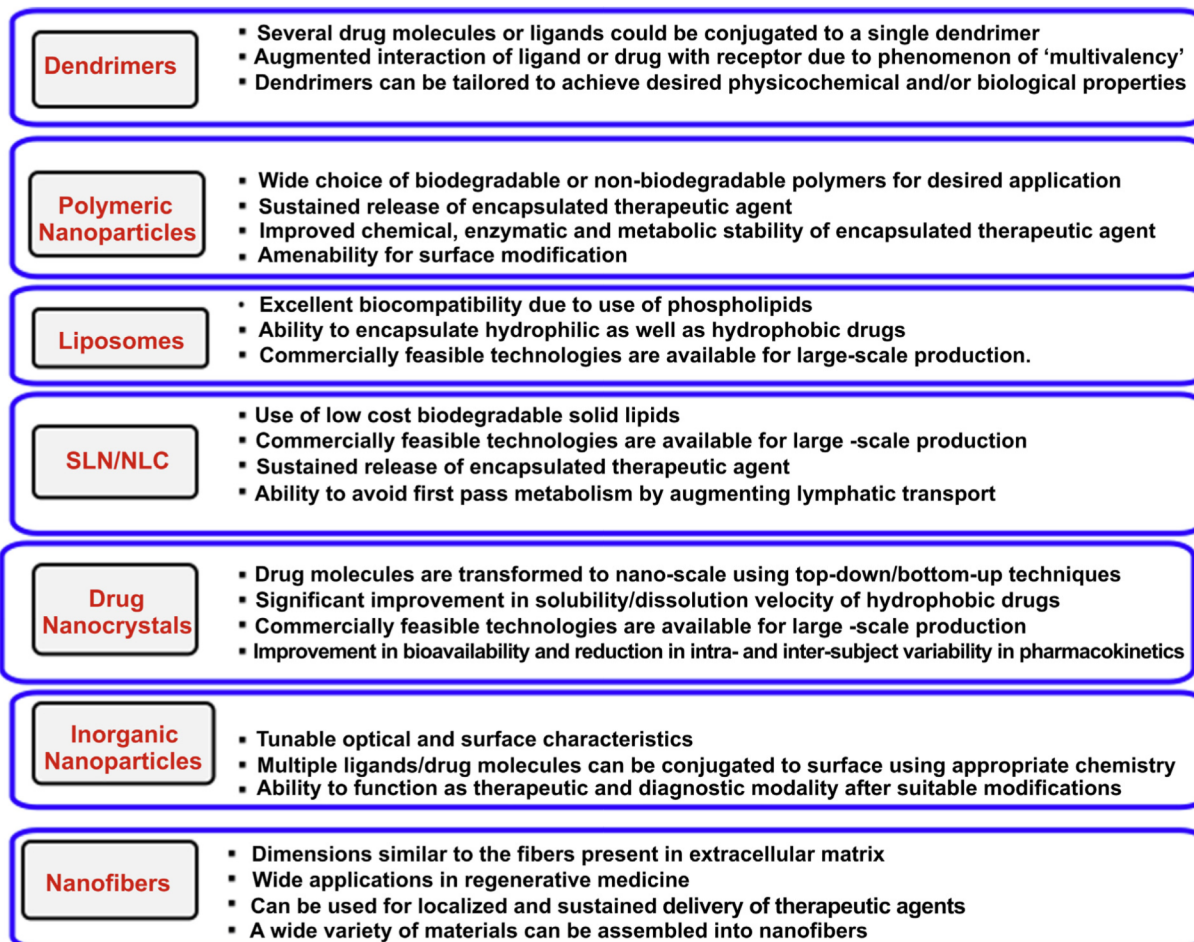 Dendrimers
▪ Several drug molecules or ligands could be conjugated to a single dendrimer
▪ Augmented interaction of ligand or drug with receptor due to phenomenon of ‘multivalency’
▪ Dendrimers can be tailored to achieve desired physicochemical and/or biological properties
Polymeric
Nanoparticles
▪ Wide choice of biodegradable or non-biodegradable polymers for desired application
▪ Sustained release of encapsulated therapeutic agent
▪ Improved chemical, enzymatic and metabolic stability of encapsulated therapeutic agent
▪ Amenability for surface modification
Liposomes
▪ Excellent biocompatibility due to use of phospholipids
▪ Ability to encapsulate hydrophilic as well as hydrophobic drugs
▪ Commercially feasible technologies are available for large-scale production.
SLN/NLC
▪ Use of low cost biodegradable solid lipids
▪ Commercially feasible technologies are available for large -scale production
▪ Sustained release of encapsulated therapeutic agent
▪ Ability to avoid first pass metabolism by augmenting lymphatic transport
Drug
Nanocrystals
▪ Drug molecules are transformed to nano-scale using top-down/bottom-up techniques
▪ Significant improvement in solubility/dissolution velocity of hydrophobic drugs
▪ Commercially feasible technologies are available for large -scale production
▪ Improvement in bioavailability and reduction in intra- and inter-subject variability in pharmacokinetics
Inorganic
Nanoparticles
▪ Tunable optical and surface characteristics
▪ Multiple ligands/drug molecules can be conjugated to surface using appropriate chemistry
▪ Ability to function as therapeutic and diagnostic modality after suitable modifications
Nanofibers
▪ Dimensions similar to the fibers present in extracellular matrix
▪ Wide applications in regenerative medicine
▪ Can be used for localized and sustained delivery of therapeutic agents
▪ A wide variety of materials can be assembled into nanofibers